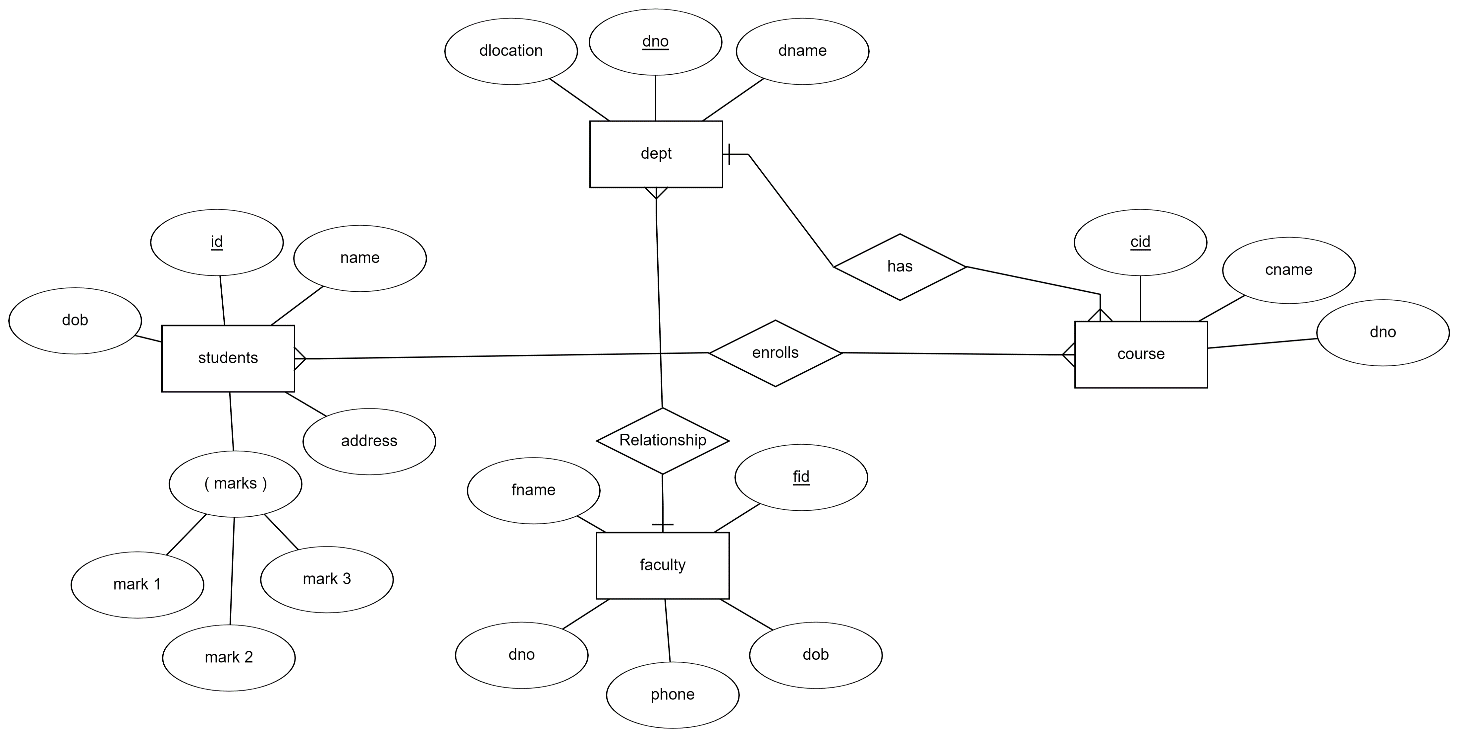 dlocation
dno
dname
dept
id
name
dob
students
address
( marks )
mark 1
mark 2
mark 3
has
enrolls
Relationship
cid
cname
dno
course
fname
fid
faculty
dno
phone
dob